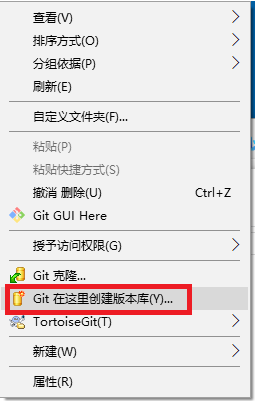 查看(V)
排序方式(O)
分组依据(P)
刷新(E)
自定义文件夹(F)...
粘贴(P)
粘贴快捷方式(S)
撤消 删除(U) Ctrl+Z
Git GUI Here
授予访问权限(G)
Git 克隆...
Git 在这里创建版本库(Y)...
TortoiseGit(T)
新建(W)
属性(R)